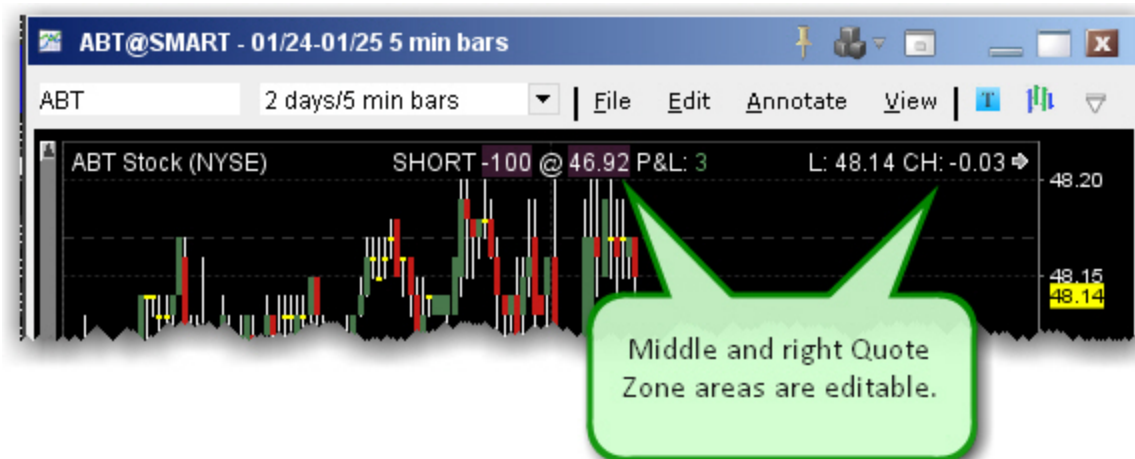 ABT@SMART - 01/24-01/25 5 min bars
ABT 2 days/5 min bars File Edit Annotate View T
ABT Stock (NYSE) SHORT -100 @ 46.92 P&L: 3 L: 48.14 CH: -0.03
48.20
48.15
48.14
Middle and right Quote
Zone areas are editable.